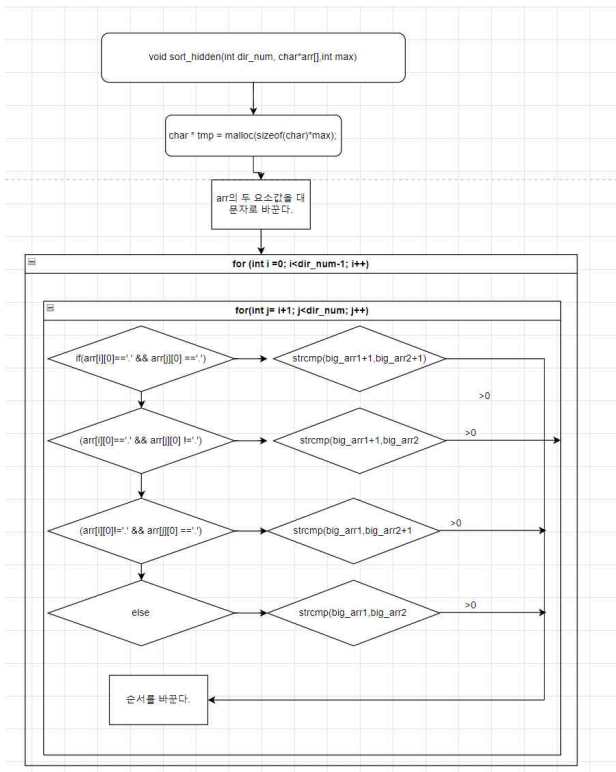 void sort_hidden(int dir_num, char*arr[],int max)
char * tmp = malloc(sizeof(char)*max);
arr의 두 요소값을 대
문자로 바꾼다.
for (int i =0; i<dir_num-1; i++)
for(int j= i+1; j<dir_num; j++)
if(arr[i][0]=='.' && arr[j][0] =='.')
strcmp(big_arr1+1,big_arr2+1)
>0
(arr[i][0]=='.' && arr[j][0] !='.')
strcmp(big_arr1+1,big_arr2
>0
(arr[i][0]!='.' && arr[j][0] =='.')
strcmp(big_arr1,big_arr2+1
>0
else
strcmp(big_arr1,big_arr2
>0
순서를 바꾼다.